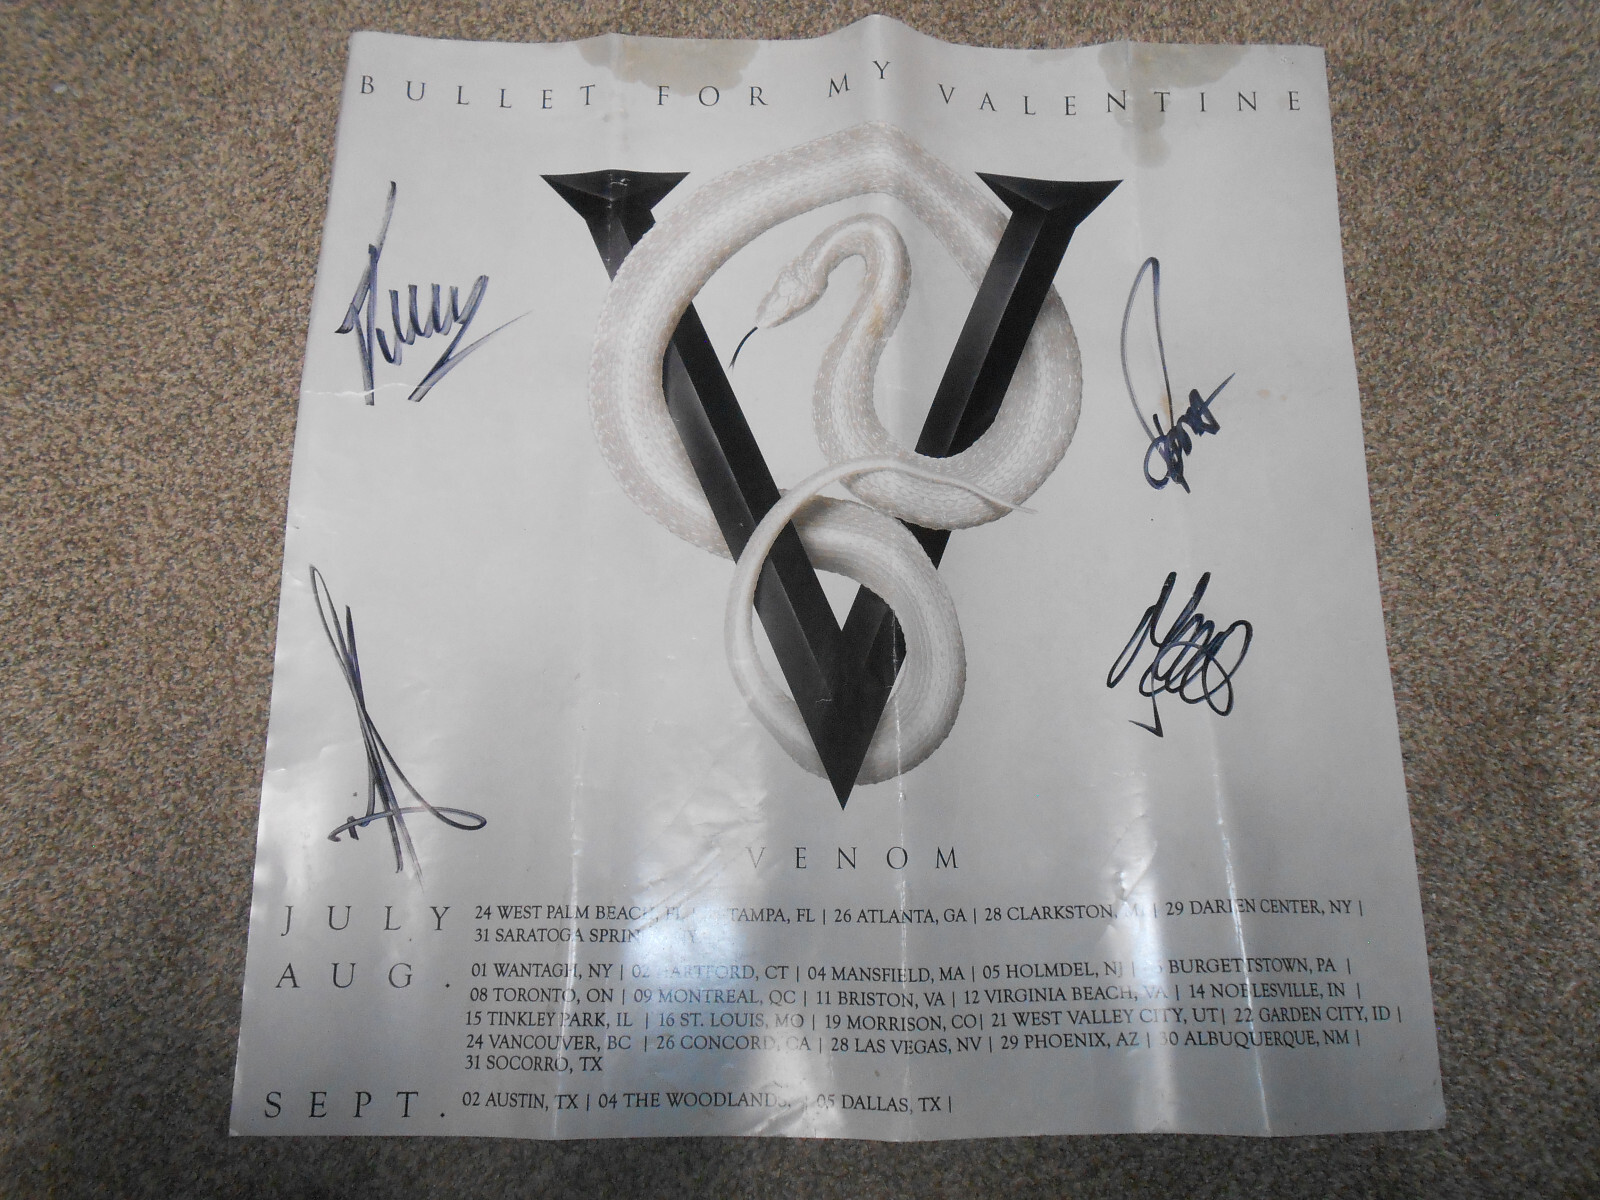 BULLET FOR MY VALENTINE
VENOM
JULY
24 WEST PALM BEACH, FL | TAMPA, FL | 26 ATLANTA, GA | 28 CLARKSTON, | 29 DARIEN CENTER, NY |
31 SARATOGA
AUG.
01 WANTAGH, NY | 02 HARTFORD, CT | 04 MANSFIELD, MA | 05 HOLMDEL, NJ | BURGETTSTOWN, PA |
08 TORONTO, ON | 09 MONTREAL, QC | 11 BRISTON, VA | 12 VIRGINIA BEACH, VA | 14 NOBLESVILLE, IN |
15 TINKLEY PARK, IL | 16 ST. LOUIS, MO | 19 MORRISON, CO| 21 WEST VALLEY CITY, UT| 22 GARDEN CITY, ID |
24 VANCOUVER, BC | 26 CONCORD, CA | 28 LAS VEGAS, NV | 29 PHOENIX, AZ | 30 ALBUQUERQUE, NM |
31 SOCORRO, TX
SEPT.
02 AUSTIN, TX | 04 THE WOODLANDS, | 05 DALLAS, TX |